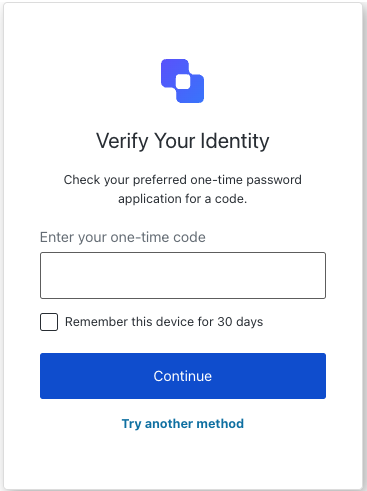 Verify Your Identity
Check your preferred one-time password
application for a code.
Enter your one-time code
Remember this device for 30 days
Continue
Try another method